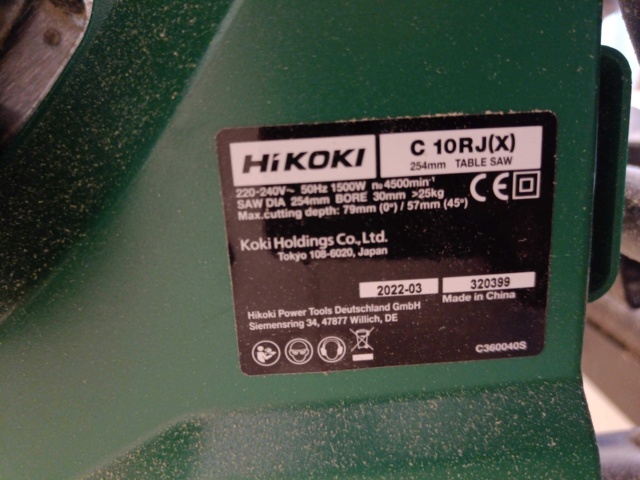 HiKOKI
C 10RJ(X)
254mm TABLE SAW
220-240V~ 50Hz 1500W n₀4500min⁻¹
SAW DIA 254mm BORE 30mm >25kg
Max.cutting depth: 79mm (0°) / 57mm (45°)
CE
Koki Holdings Co., Ltd.
Tokyo 108-6020, Japan
2022-03
320399
Made in China
Hikoki Power Tools Deutschland GmbH
Siemensring 34, 47877 Willich, DE
C360040S